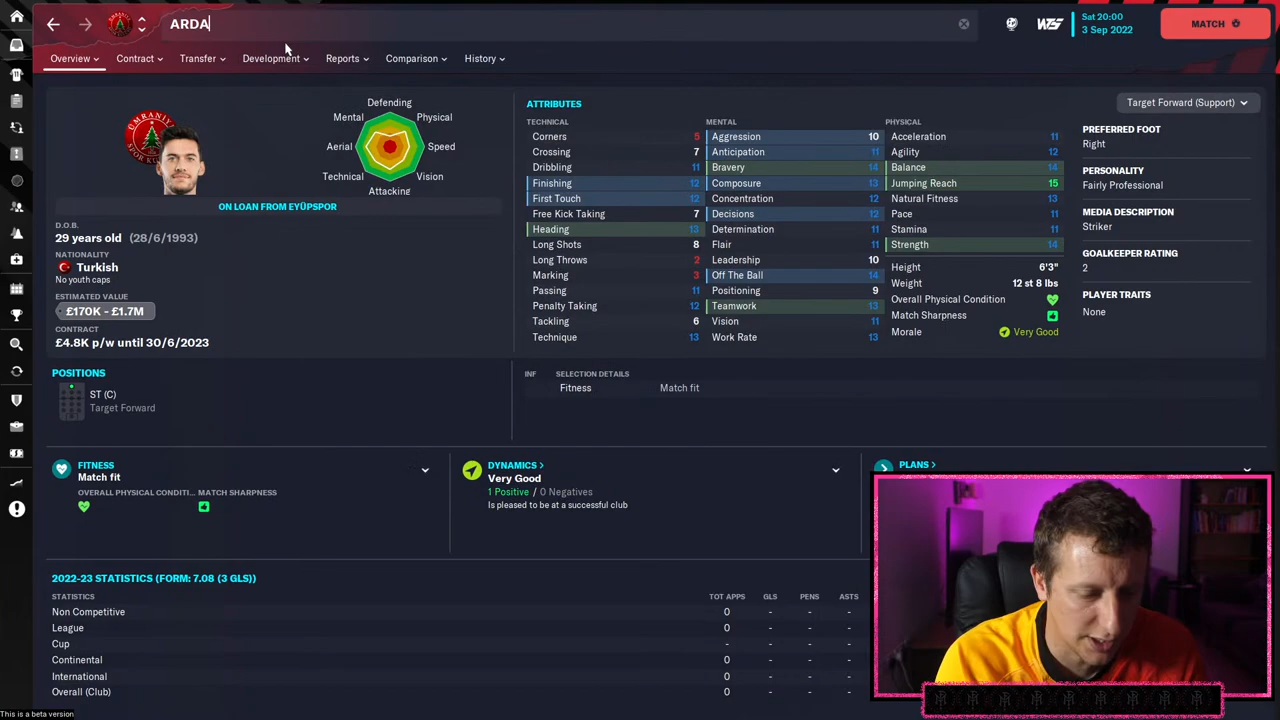 ARDA
Sat 20:00
3 Sep 2022
MATCH
Overview
Contract
Transfer
Development
Reports
Comparison
History
Defending
Mental
Physical
Aerial
Speed
Technical
Vision
Attacking
ON LOAN FROM EYÜPSPOR
D.O.B.
29 years old (28/6/1993)
NATIONALITY
Turkish
No youth caps
ESTIMATED VALUE
£170K - £1.7M
CONTRACT
£4.8K p/w until 30/6/2023
ATTRIBUTES
Target Forward (Support)
TECHNICAL
Corners 5
Crossing 7
Dribbling 11
Finishing 12
First Touch 12
Free Kick Taking 7
Heading 13
Long Shots 8
Long Throws 2
Marking 3
Passing 11
Penalty Taking 12
Tackling 6
Technique 13
MENTAL
Aggression 10
Anticipation 11
Bravery 14
Composure 13
Concentration 12
Decisions 12
Determination 11
Flair 11
Leadership 10
Off The Ball 14
Positioning 9
Teamwork 13
Vision 11
Work Rate 13
PHYSICAL
Acceleration 11
Agility 12
Balance 14
Jumping Reach 15
Natural Fitness 13
Pace 11
Stamina 11
Strength 14
Height 6'3"
Weight 12 st 8 lbs
Overall Physical Condition
Match Sharpness
Morale Very Good
PREFERRED FOOT
Right
PERSONALITY
Fairly Professional
MEDIA DESCRIPTION
Striker
GOALKEEPER RATING
2
PLAYER TRAITS
None
POSITIONS
ST (C)
Target Forward
INF SELECTION DETAILS
Fitness Match fit
FITNESS
Match fit
OVERALL PHYSICAL CONDITI... MATCH SHARPNESS
DYNAMICS >
Very Good
1 Positive / 0 Negatives
Is pleased to be at a successful club
PLANS >
2022-23 STATISTICS (FORM: 7.08 (3 GLS))
STATISTICS TOT APPS GLS PENS ASTS
Non Competitive 0 - - -
League 0 - - -
Cup - - - -
Continental 0 - - -
International 0 - - -
Overall (Club) 0 - - -
This is a beta version